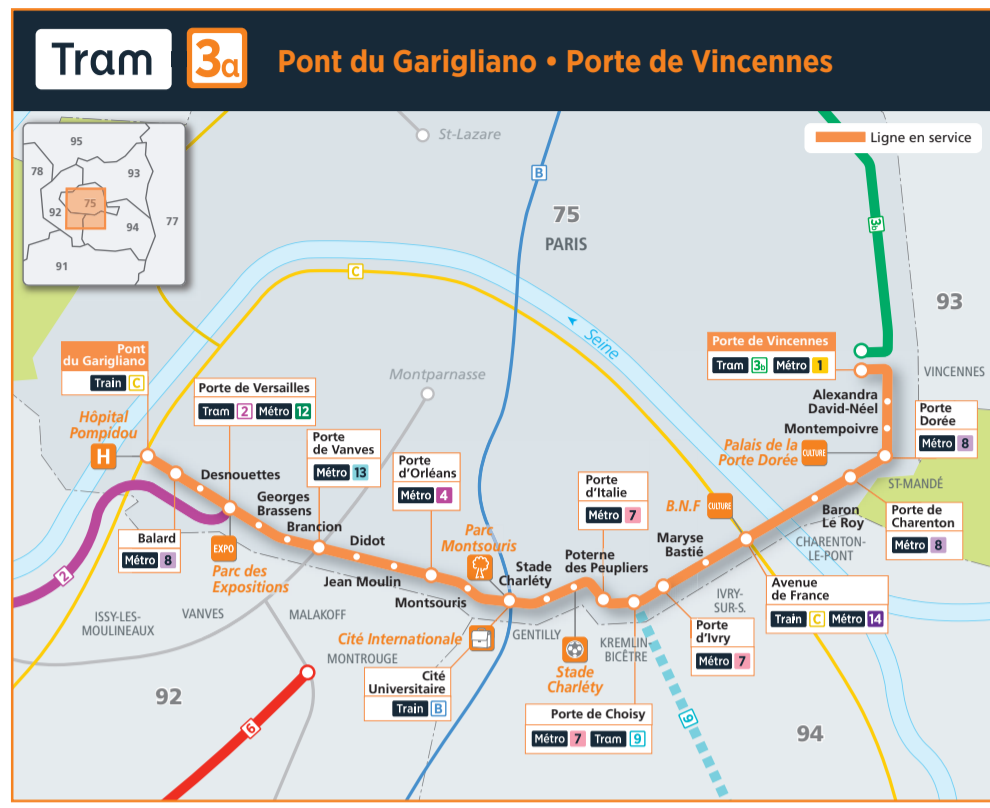 Tram 3a Pont du Garigliano • Porte de Vincennes
Ligne en service
95
78
93
75
92
77
94
91
St-Lazare
B
3b
75
PARIS
C
Seine
93
Pont
du Garigliano
Train C
Porte de Versailles
Tram 2 Métro 12
Montparnasse
Porte de Vincennes
Tram 3b Métro 1
VINCENNES
Hôpital
Pompidou
H
Alexandra
David-Néel
Montempoivre
Porte
Dorée
Métro 8
Palais de la
Porte Dorée
CULTURE
Porte
de Vanves
Métro 13
Porte
d'Orléans
Métro 4
Desnouettes
Georges
Brassens
Brancion
Porte
d'Italie
Métro 7
B.N.F
CULTURE
ST-MANDÉ
Baron
Le Roy
Porte de
Charenton
Métro 8
CHARENTON-
LE-PONT
Balard
Métro 8
EXPO
Parc des
Expositions
Didot
Jean Moulin
Parc
Montsouris
Stade
Charléty
Poterne
des Peupliers
Maryse
Bastié
Montsouris
2
Avenue
de France
Train C Métro 14
IVRY-
SUR-S.
ISSY-LES-
MOULINEAUX
VANVES
MALAKOFF
MONTROUGE
Cité Internationale
GENTILLY
KREMLIN-
BICÊTRE
Porte
d'Ivry
Métro 7
Cité
Universitaire
Train B
Stade
Charléty
92
6
Porte de Choisy
Métro 7 Tram 9
9
94